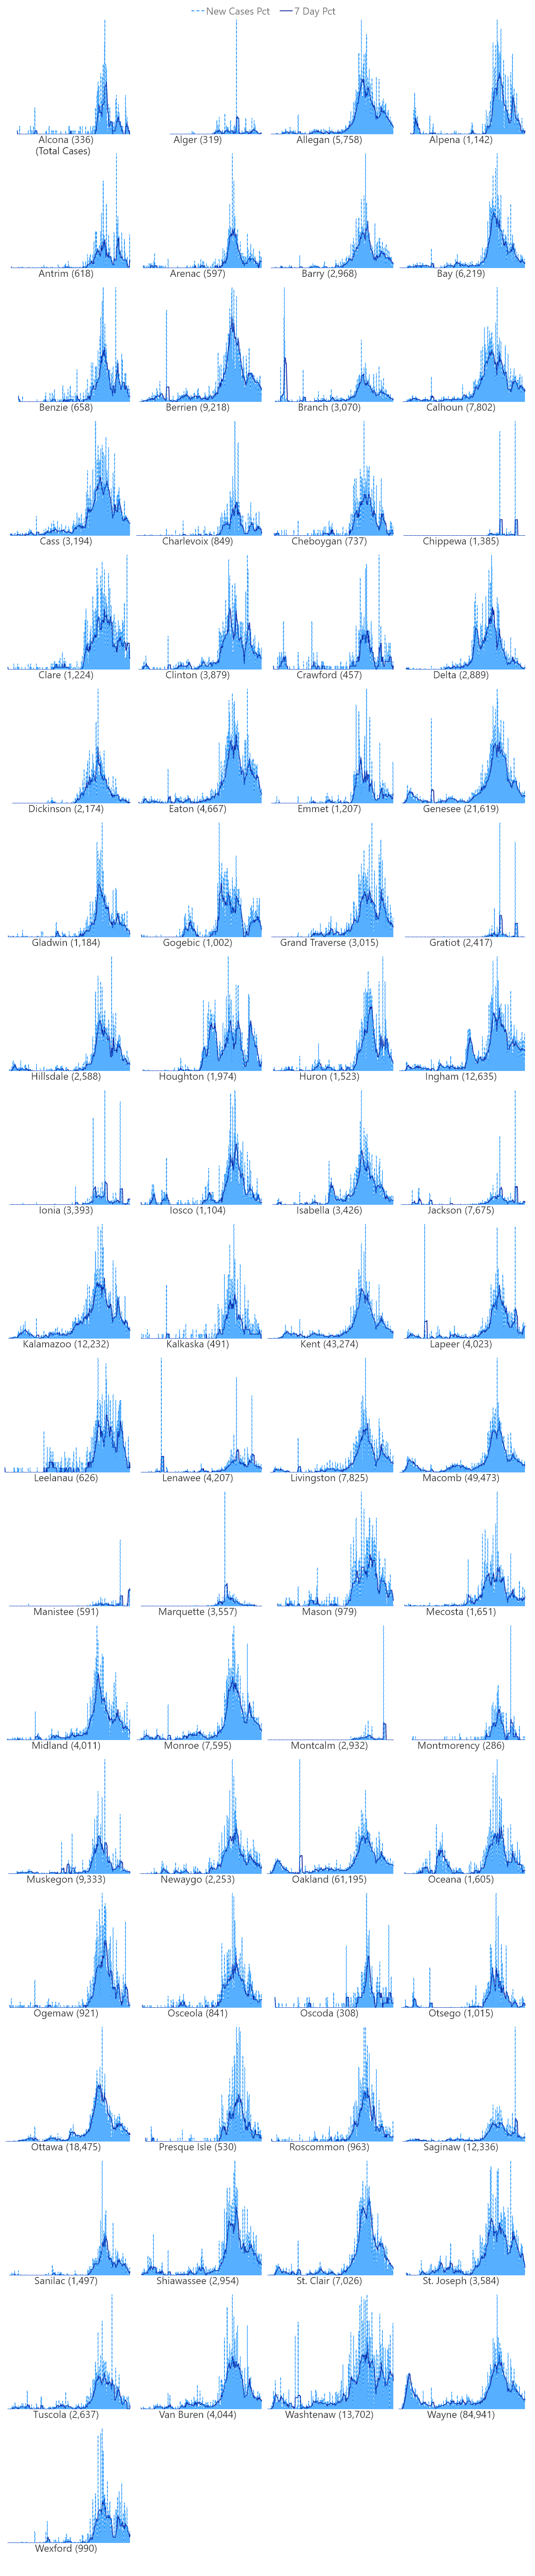 New Cases Pct 7 Day Pct
Alcona (336) Alger (319) Allegan (5,758) Alpena (1,142)
(Total Cases)
Antrim (618) Arenac (597) Barry (2,968) Bay (6,219)
Benzie (658) Berrien (9,218) Branch (3,070) Calhoun (7,802)
Cass (3,194) Charlevoix (849) Cheboygan (737) Chippewa (1,385)
Clare (1,224) Clinton (3,879) Crawford (457) Delta (2,889)
Dickinson (2,174) Eaton (4,667) Emmet (1,207) Genesee (21,619)
Gladwin (1,184) Gogebic (1,002) Grand Traverse (3,015) Gratiot (2,417)
Hillsdale (2,588) Houghton (1,974) Huron (1,523) Ingham (12,635)
Ionia (3,393) Iosco (1,104) Isabella (3,426) Jackson (7,675)
Kalamazoo (12,232) Kalkaska (491) Kent (43,274) Lapeer (4,023)
Leelanau (626) Lenawee (4,207) Livingston (7,825) Macomb (49,473)
Manistee (591) Marquette (3,557) Mason (979) Mecosta (1,651)
Midland (4,011) Monroe (7,595) Montcalm (2,932) Montmorency (286)
Muskegon (9,333) Newaygo (2,253) Oakland (61,195) Oceana (1,605)
Ogemaw (921) Osceola (841) Oscoda (308) Otsego (1,015)
Ottawa (18,475) Presque Isle (530) Roscommon (963) Saginaw (12,336)
Sanilac (1,497) Shiawassee (2,954) St. Clair (7,026) St. Joseph (3,584)
Tuscola (2,637) Van Buren (4,044) Washtenaw (13,702) Wayne (84,941)
Wexford (990)